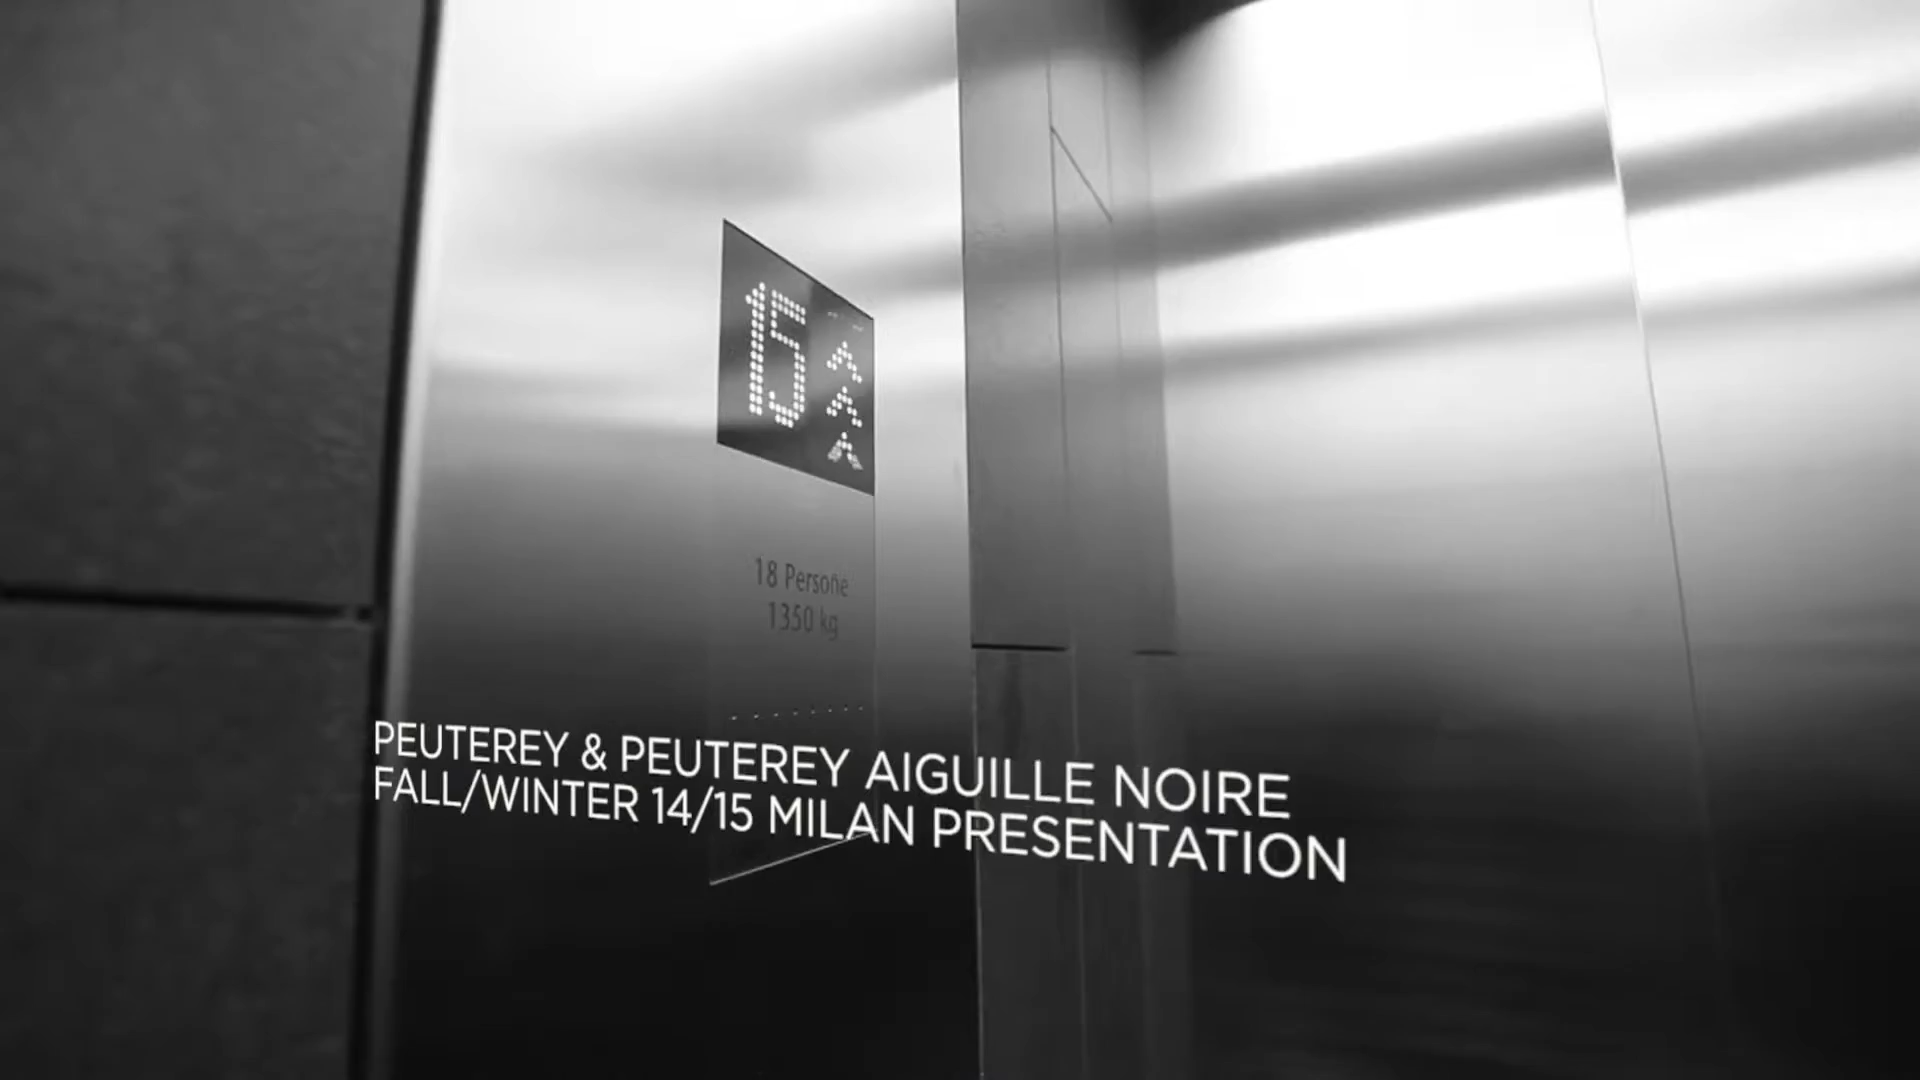 15
18 Persone
1350 kg
PEUTEREY & PEUTEREY AIGUILLE NOIRE
FALL/WINTER 14/15 MILAN PRESENTATION